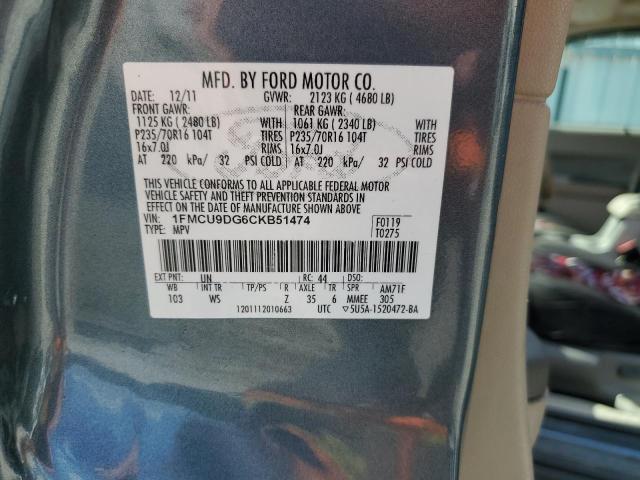 MFD. BY FORD MOTOR CO.
DATE: 12/11 GVWR: 2123 KG ( 4680 LB)
FRONT GAWR: REAR GAWR:
1125 KG ( 2480 LB) WITH 1061 KG ( 2340 LB) WITH
P235/70R16 104T TIRES P235/70R16 104T TIRES
16x7.0J RIMS 16x7.0J RIMS
AT 220 kPa/ 32 PSI COLD AT 220 kPa/ 32 PSI COLD
THIS VEHICLE CONFORMS TO ALL APPLICABLE FEDERAL MOTOR
VEHICLE SAFETY AND THEFT PREVENTION STANDARDS IN
EFFECT ON THE DATE OF MANUFACTURE SHOWN ABOVE.
VIN: 1FMCU9DG6CKB51474 F0119
TYPE: MPV T0275
EXT PNT: UN RC: 44 DSO:
WB INT TR TP/PS R AXLE TR SPR AM71F
103 WS Z 35 6 MMEE 305
1201112010663 UTC ▽5U5A-1520472-BA